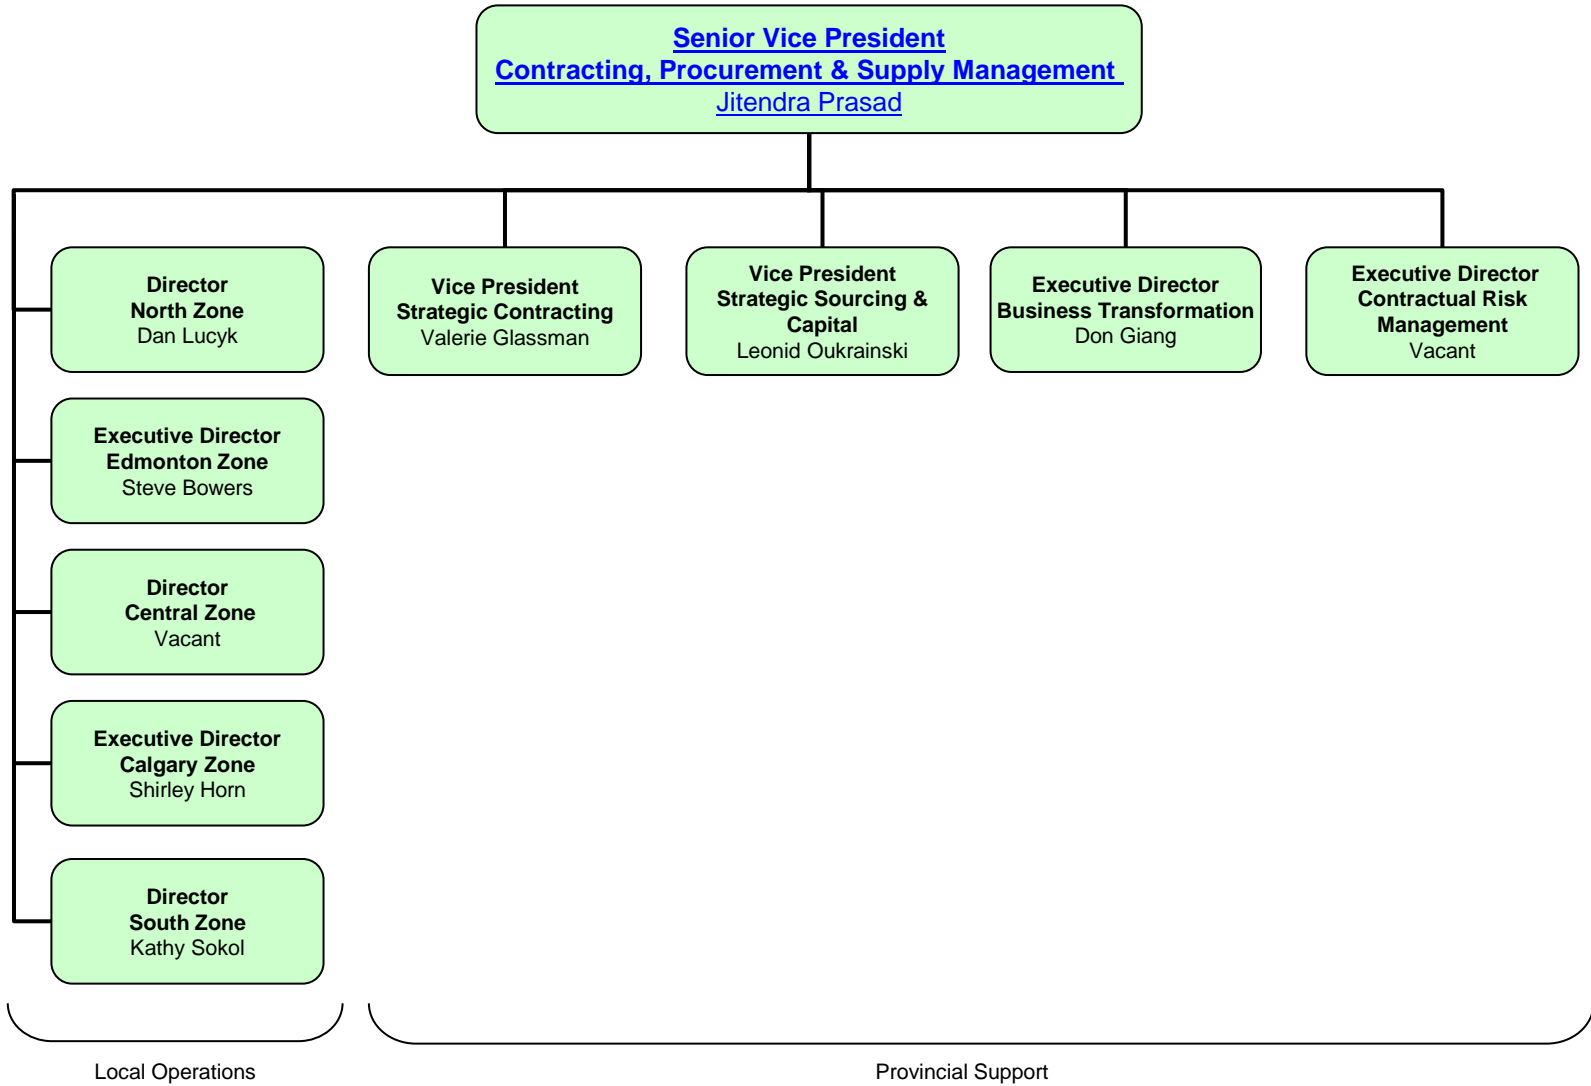 Senior Vice President
Contracting, Procurement & Supply Management
Jitendra Prasad
Director
North Zone
Dan Lucyk
Vice President
Strategic Contracting
Valerie Glassman
Vice President
Strategic Sourcing &
Capital
Leonid Oukrainski
Executive Director
Business Transformation
Don Giang
Executive Director
Contractual Risk
Management
Vacant
Executive Director
Edmonton Zone
Steve Bowers
Director
Central Zone
Vacant
Executive Director
Calgary Zone
Shirley Horn
Director
South Zone
Kathy Sokol
Local Operations
Provincial Support